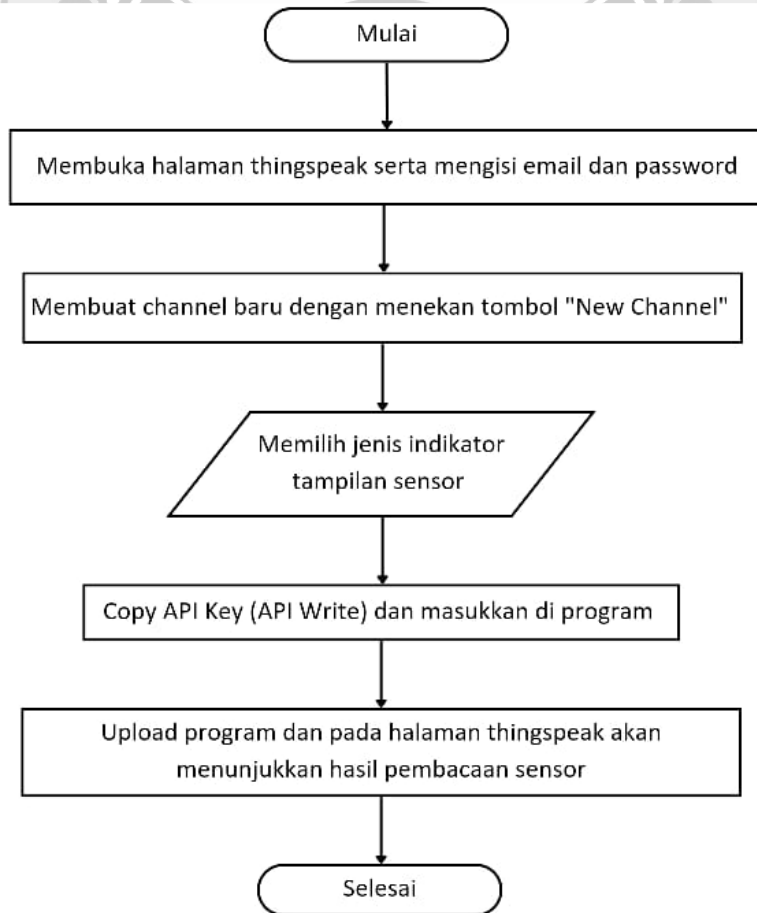 Mulai
Membuka halaman thingspeak serta mengisi email dan password
Membuat channel baru dengan menekan tombol "New Channel"
Memilih jenis indikator
tampilan sensor
Copy API Key (API Write) dan masukkan di program
Upload program dan pada halaman thingspeak akan
menunjukkan hasil pembacaan sensor
Selesai